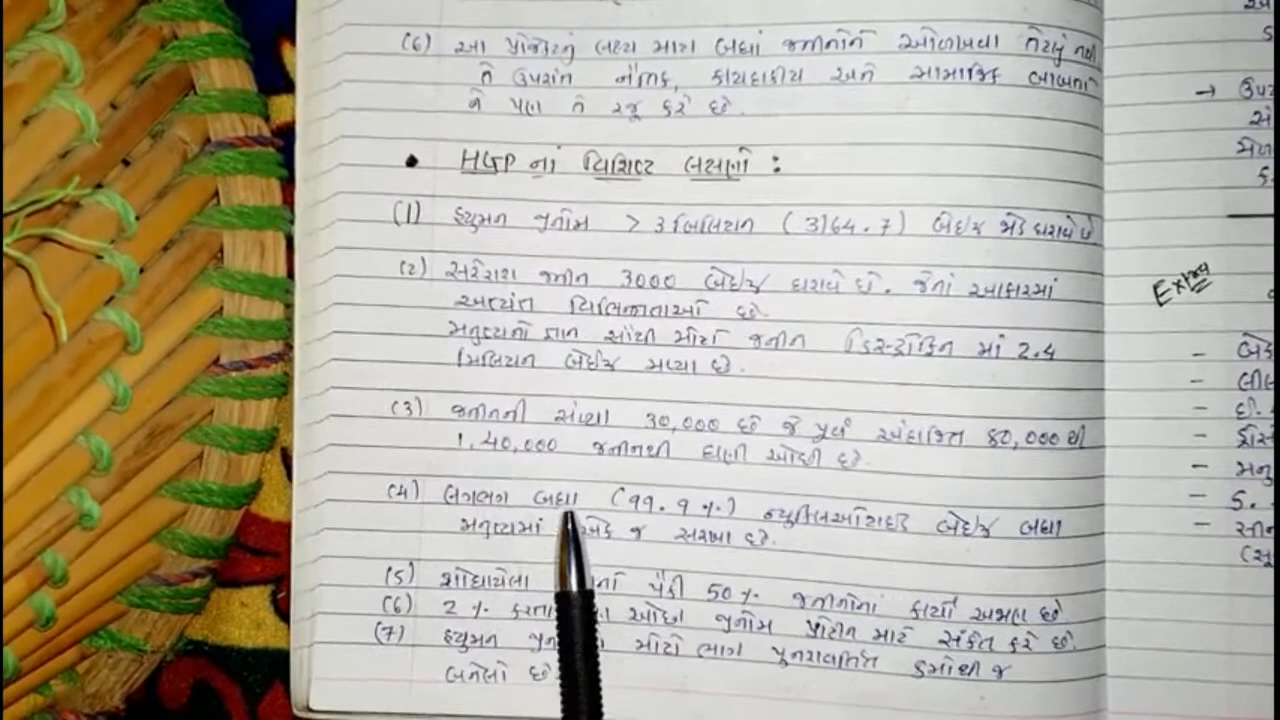 (6) આ પ્રોજેક્ટનું લક્ષ્ય માત્ર બધાં જનીનોને ઓળખવા તેટલું નથી
તે ઉપરાંત નૈતિક, કાયદાકીય અને સામાજિક બાબતો
ને પણ તે રજૂ કરે છે.
• HGP નાં વિશિષ્ટ લક્ષણો :
(1) હ્યુમન જીનોમ > 3 બિલિયન ( 3164.7) બેઈઝ જોડ ધરાવે છે
(2) સરેરાશ જનીન 3000 બેઈઝ ધરાવે છે. જેનાં આકારમાં
અત્યંત વિભિન્નતાઓ છે.
મનુષ્યનો જ્ઞાન સૌથી મોટો જનીન ડિસ્ટ્રોફિન માં 2.4
મિલિયન બેઈઝ મળ્યા છે.
(3) જનીનની સંખ્યા 30,000 છે જે પૂર્વ અંદાજિત 80,000 થી
1,40,000 જનીનથી ઘણી ઓછી છે.
(4) લગભગ બધા (99.9 %) ન્યુક્લિઓટાઈડ બેઈઝ બધા
મનુષ્યમાં એક જ સરખા છે.
(5) શોધાયેલા પૈકી 50 % જનીનોનાં કાર્યો અજાણ છે
(6) 2 % કરતા ઓછા જીનોમ પ્રોટીન માટે સંકેત કરે છે.
(7) હ્યુમન મોટો ભાગ પુનરાવર્તિત ક્રમોથી જ
બનેલો છે.
→
Exam